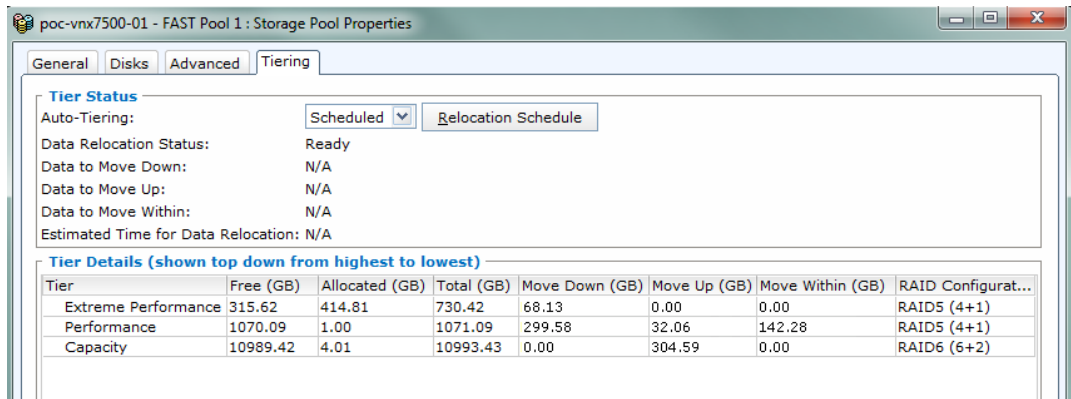 poc-vnx7500-01 - FAST Pool 1 : Storage Pool Properties
General Disks Advanced Tiering
Tier Status
Auto-Tiering: Scheduled Relocation Schedule
Data Relocation Status: Ready
Data to Move Down: N/A
Data to Move Up: N/A
Data to Move Within: N/A
Estimated Time for Data Relocation: N/A
Tier Details (shown top down from highest to lowest)
Tier Free (GB) Allocated (GB) Total (GB) Move Down (GB) Move Up (GB) Move Within (GB) RAID Configurat...
Extreme Performance 315.62 414.81 730.42 68.13 0.00 0.00 RAID5 (4+1)
Performance 1070.09 1.00 1071.09 299.58 32.06 142.28 RAID5 (4+1)
Capacity 10989.42 4.01 10993.43 0.00 304.59 0.00 RAID6 (6+2)